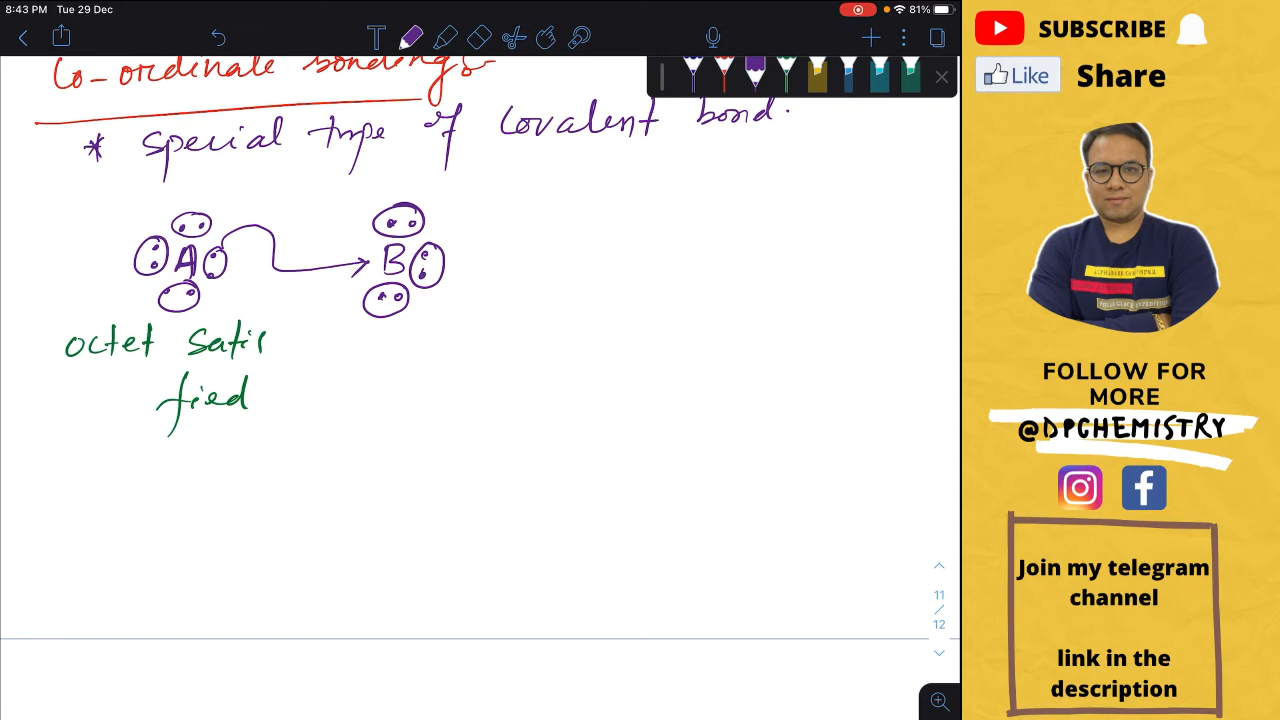 8:43 PM Tue 29 Dec
81%
Co-ordinate bonding:-
* special type of covalent bond.
A
B
octet satis
fied
11
/
12
SUBSCRIBE
Like
Share
FOLLOW FOR
MORE
@DPCHEMISTRY
Join my telegram
channel
link in the
description